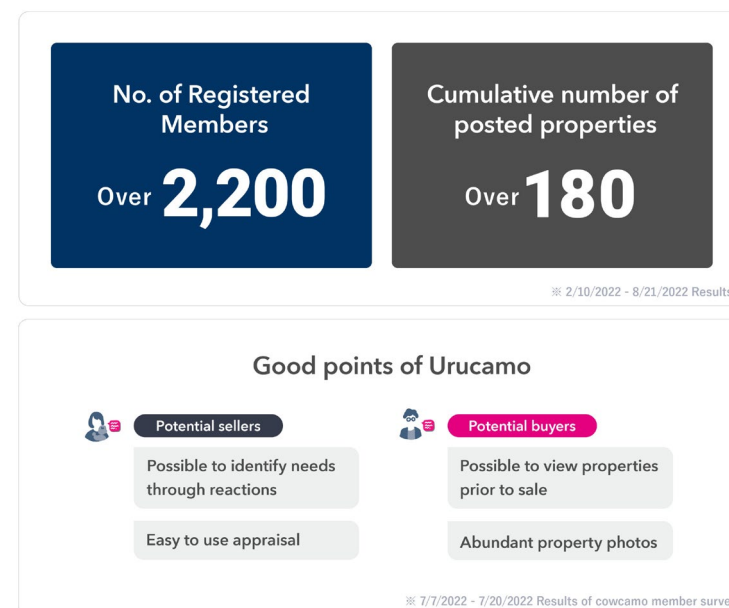 No. of Registered
Members
Over 2,200
Cumulative number of
posted properties
Over 180
※ 2/10/2022 - 8/21/2022 Results
Good points of Urucamo
Potential sellers
Possible to identify needs
through reactions
Easy to use appraisal
Potential buyers
Possible to view properties
prior to sale
Abundant property photos
※ 7/7/2022 - 7/20/2022 Results of cowcamo member surve